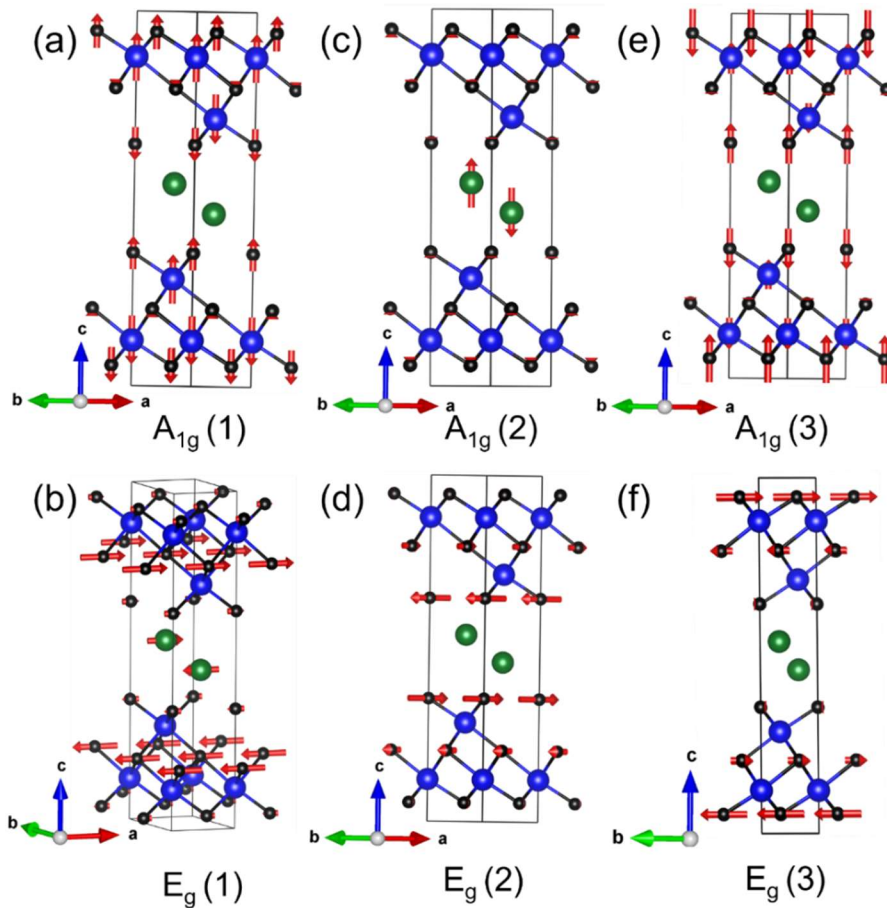 (a) (c) (e)
c c c
b a b a b a
A1g (1) A1g (2) A1g (3)
(b) (d) (f)
c c c
b a b a b
Eg (1) Eg (2) Eg (3)